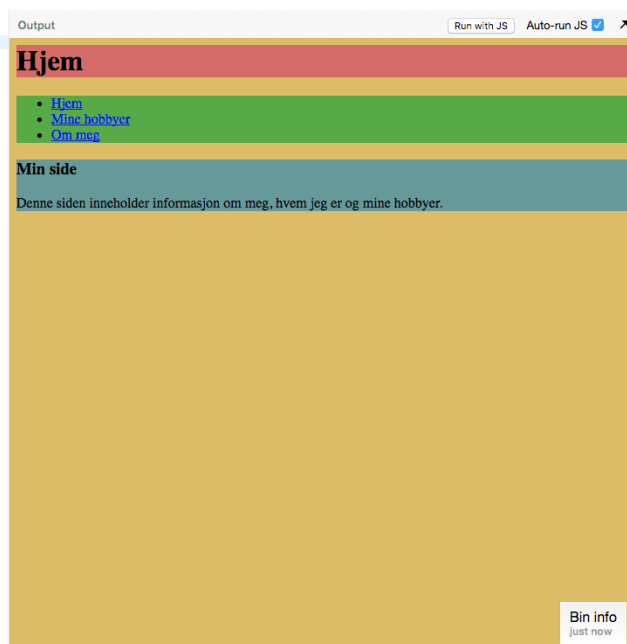 Output Run with JS Auto-run JS
Hjem
Hjem
Mine hobbyer
Om meg
Min side
Denne siden inneholder informasjon om meg, hvem jeg er og mine hobbyer.
Bin info
just now